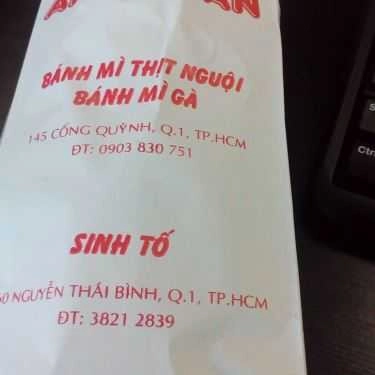 BÁNH MÌ THỊT NGUỘI
BÁNH MÌ GÀ
145 CỐNG QUỲNH, Q.1, TP.HCM
ĐT: 0903 830 751
SINH TỐ
NGUYỄN THÁI BÌNH, Q.1, TP.HCM
ĐT: 3821 2839
Ctr